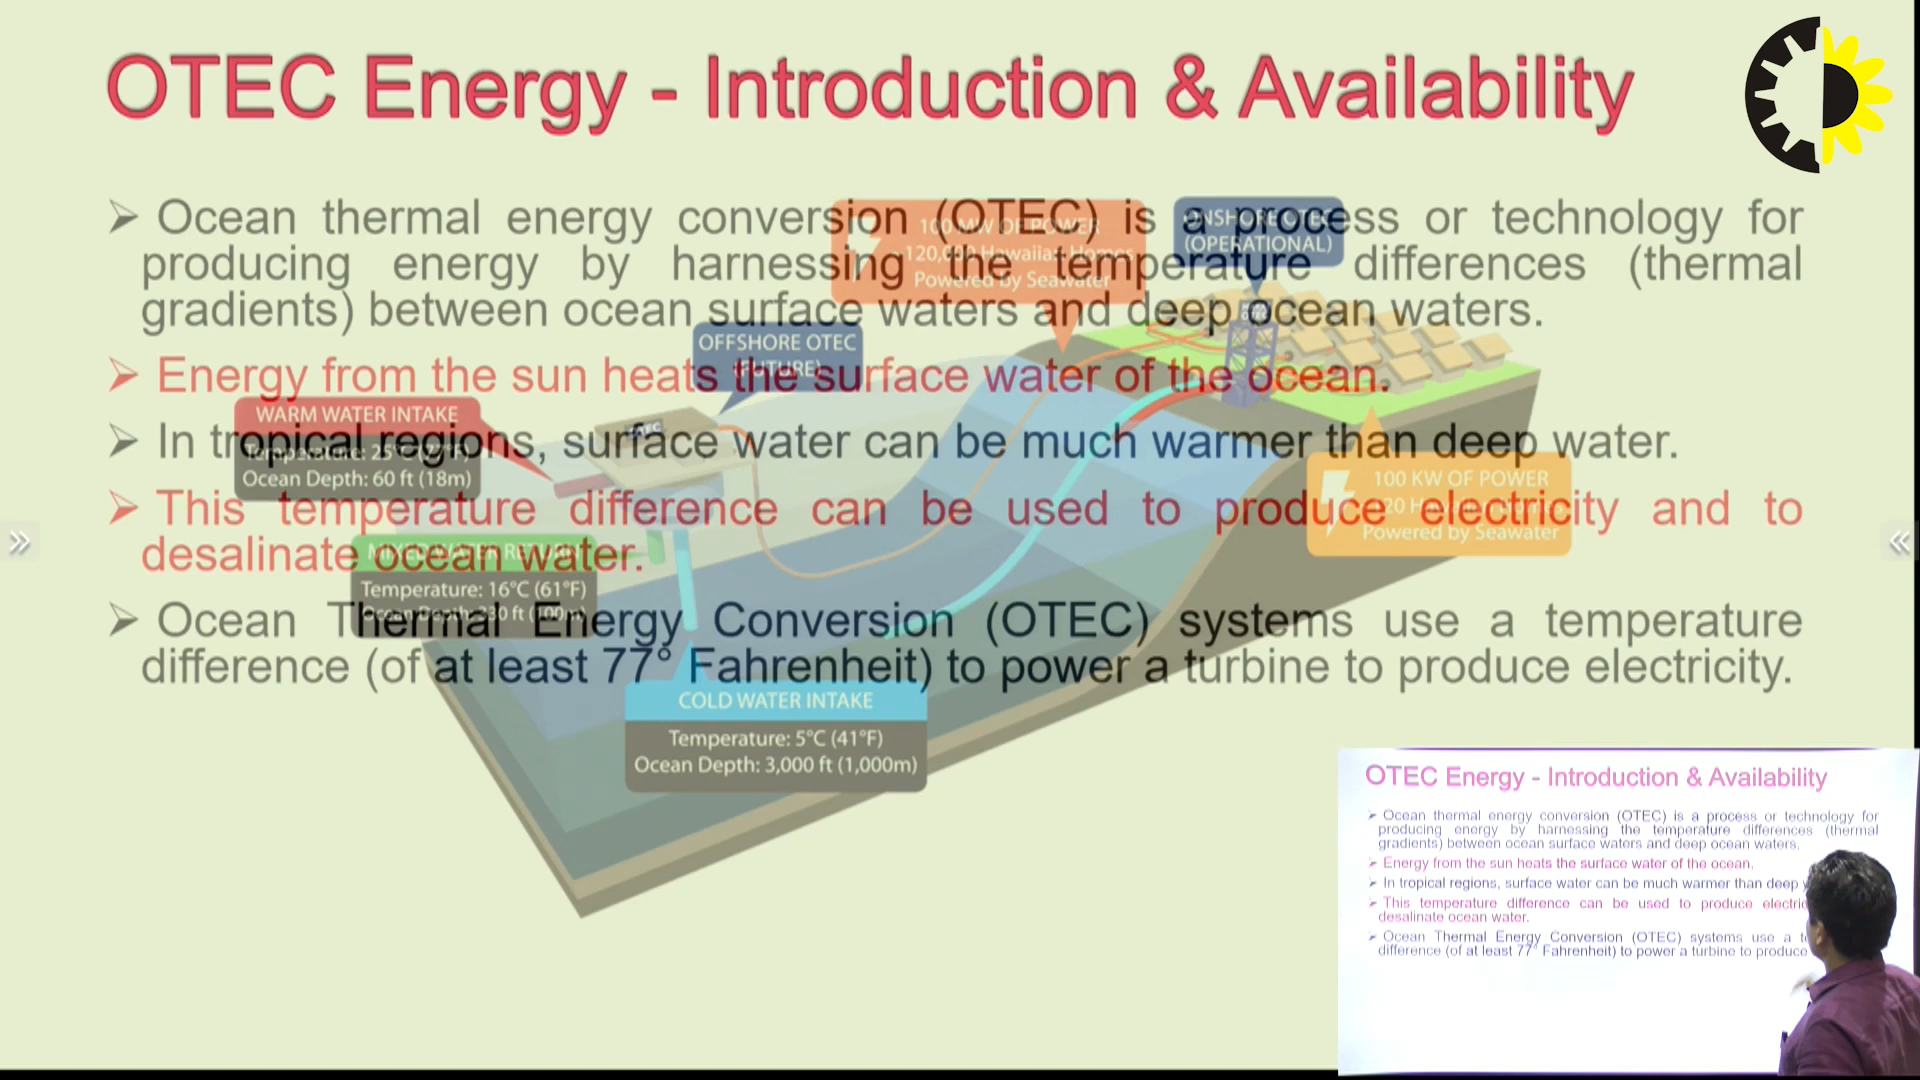 OTEC Energy - Introduction & Availability
➢ Ocean thermal energy conversion (OTEC) is a process or technology for
producing energy by harnessing the temperature differences (thermal
gradients) between ocean surface waters and deep ocean waters.
➢ Energy from the sun heats the surface water of the ocean.
➢ In tropical regions, surface water can be much warmer than deep water.
➢ This temperature difference can be used to produce electricity and to
desalinate ocean water.
➢ Ocean Thermal Energy Conversion (OTEC) systems use a temperature
difference (of at least 77° Fahrenheit) to power a turbine to produce electricity.
100 MW OF POWER
120,000 Hawaiian Homes
Powered by Seawater
ONSHORE OTEC
(OPERATIONAL)
OFFSHORE OTEC
(FUTURE)
OTEC
WARM WATER INTAKE
Temperature: 25°C (77°F)
Ocean Depth: 60 ft (18m)
100 KW OF POWER
120 Hawaiian Homes
Powered by Seawater
MIXED WATER RETURN
Temperature: 16°C (61°F)
Ocean Depth: 330 ft (100m)
COLD WATER INTAKE
Temperature: 5°C (41°F)
Ocean Depth: 3,000 ft (1,000m)
OTEC Energy - Introduction & Availability
➢ Ocean thermal energy conversion (OTEC) is a process or technology for
producing energy by harnessing the temperature differences (thermal
gradients) between ocean surface waters and deep ocean waters.
➢ Energy from the sun heats the surface water of the ocean.
➢ In tropical regions, surface water can be much warmer than deep
➢ This temperature difference can be used to produce
desalinate ocean water.
➢ Ocean Thermal Energy Conversion (OTEC) systems use a
difference (of at least 77° Fahrenheit) to power a turbine to produce